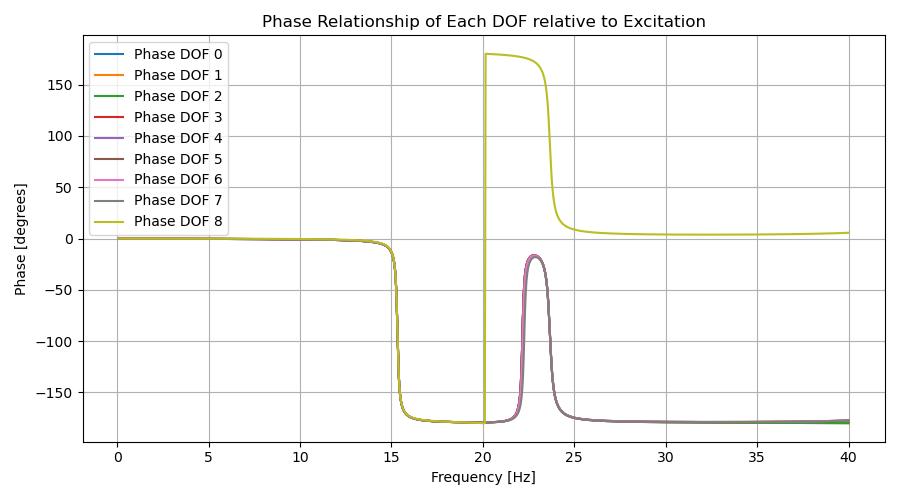 Phase Relationship of Each DOF relative to Excitation
Phase DOF 0
Phase DOF 1
Phase DOF 2
Phase DOF 3
Phase DOF 4
Phase DOF 5
Phase DOF 6
Phase DOF 7
Phase DOF 8
150
100
50
0
−50
−100
−150
Phase [degrees]
0 5 10 15 20 25 30 35 40
Frequency [Hz]